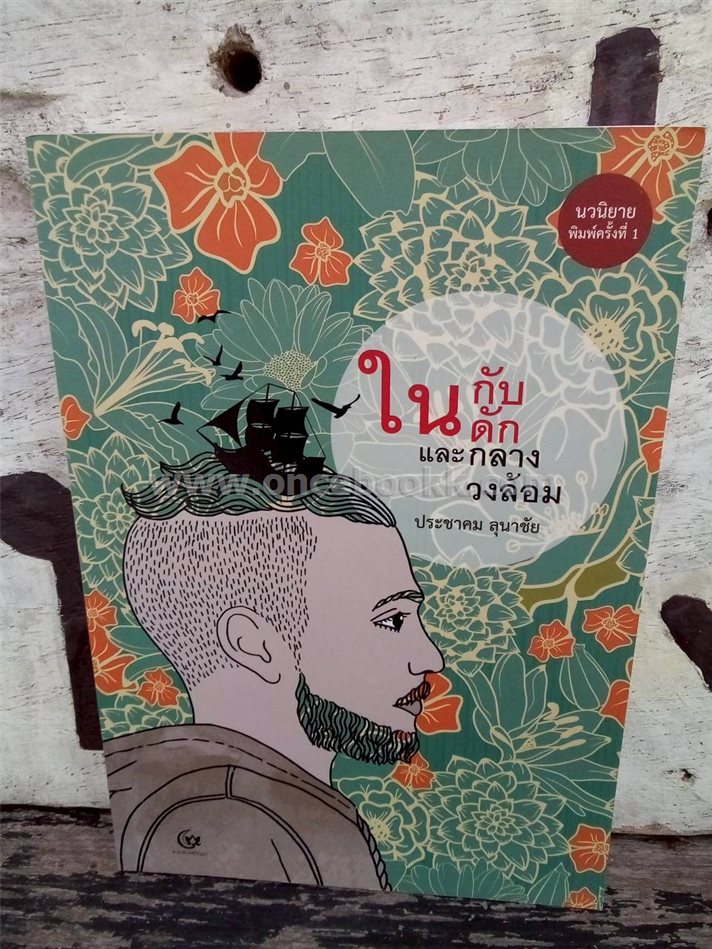 นวนิยาย
พิมพ์ครั้งที่ 1
ในกับดัก
และกลาง
วงล้อม
ประชาคม ลุนาชัย